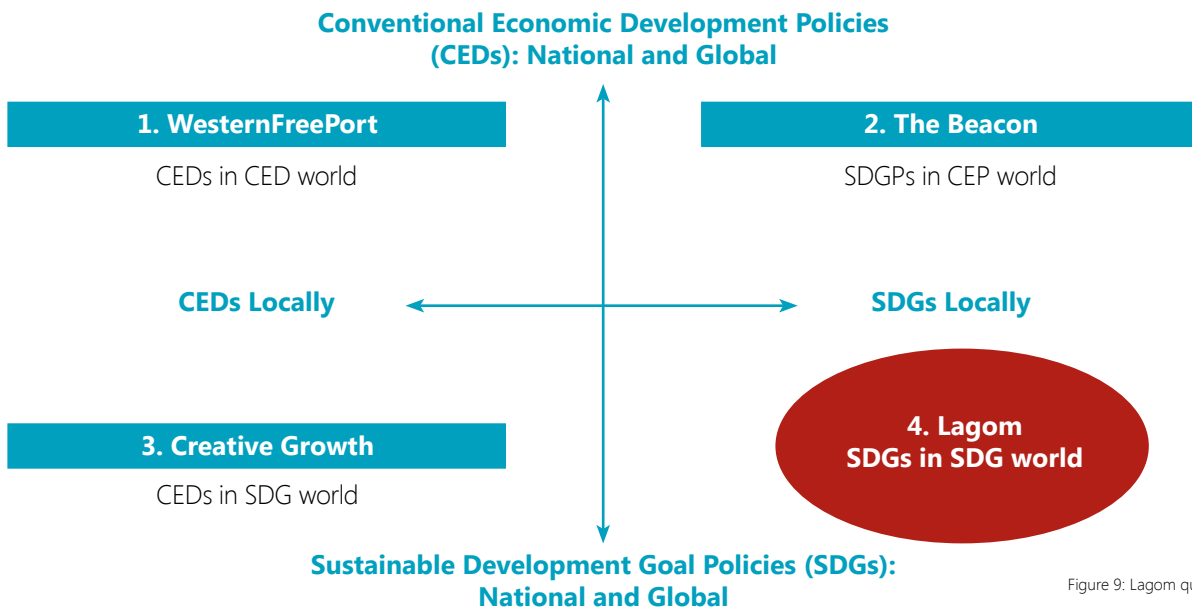 Conventional Economic Development Policies
(CEDs): National and Global
1. WesternFreePort
2. The Beacon
CEDs in CED world
SDGPs in CEP world
CEDs Locally
SDGs Locally
3. Creative Growth
CEDs in SDG world
4. Lagom
SDGs in SDG world
Sustainable Development Goal Policies (SDGs):
National and Global
Figure 9: Lagom